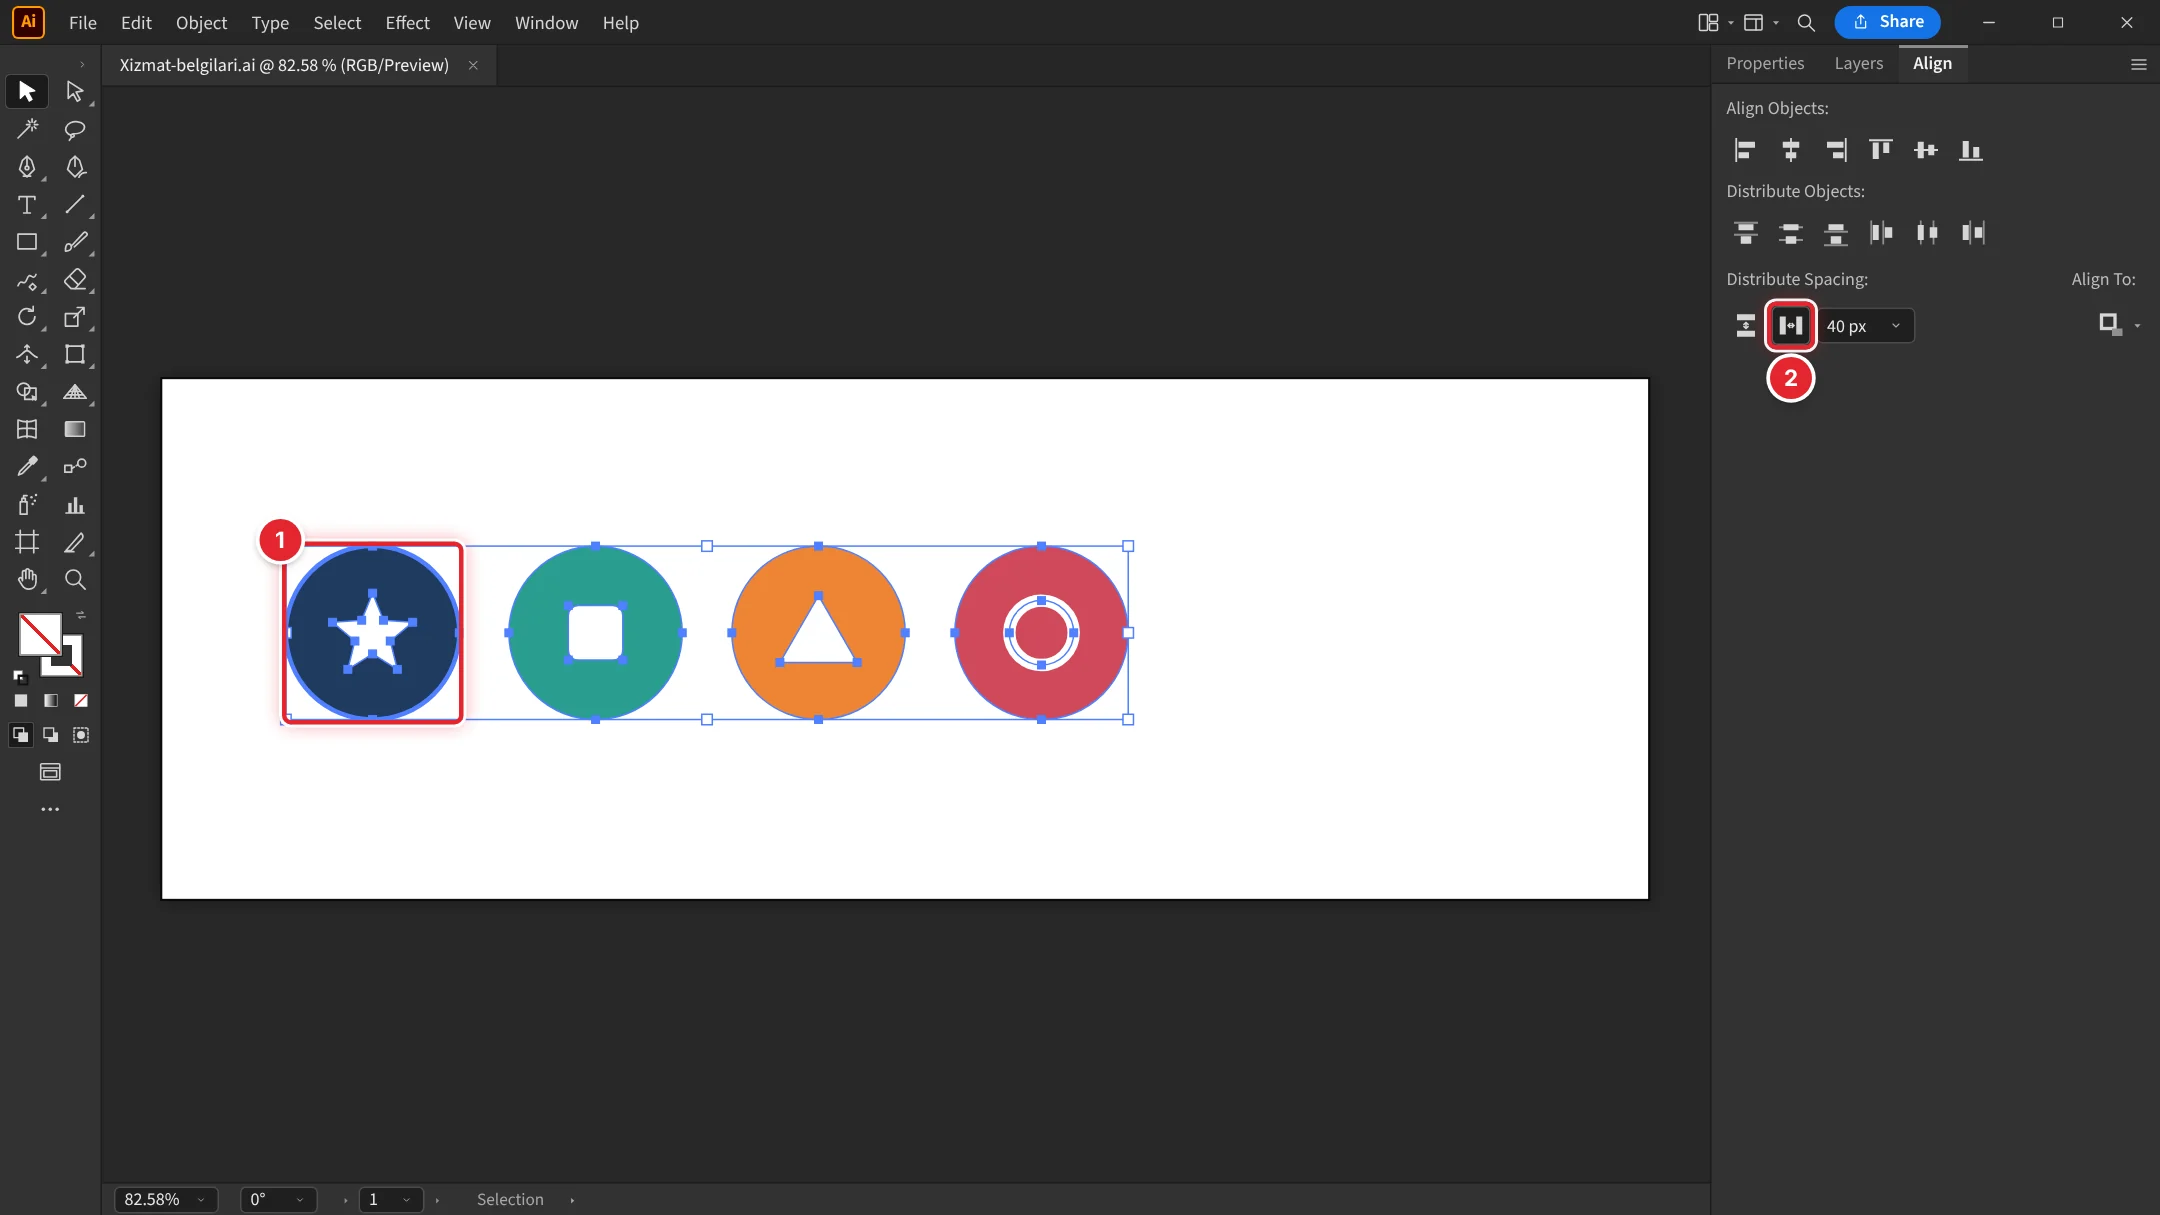 Ai File Edit Object Type Select Effect View Window Help Share
Xizmat-belgilari.ai @ 82.58 % (RGB/Preview)
Properties Layers Align
Align Objects:
Distribute Objects:
Distribute Spacing: Align To:
40 px
2
1
82.58% 0° 1 Selection